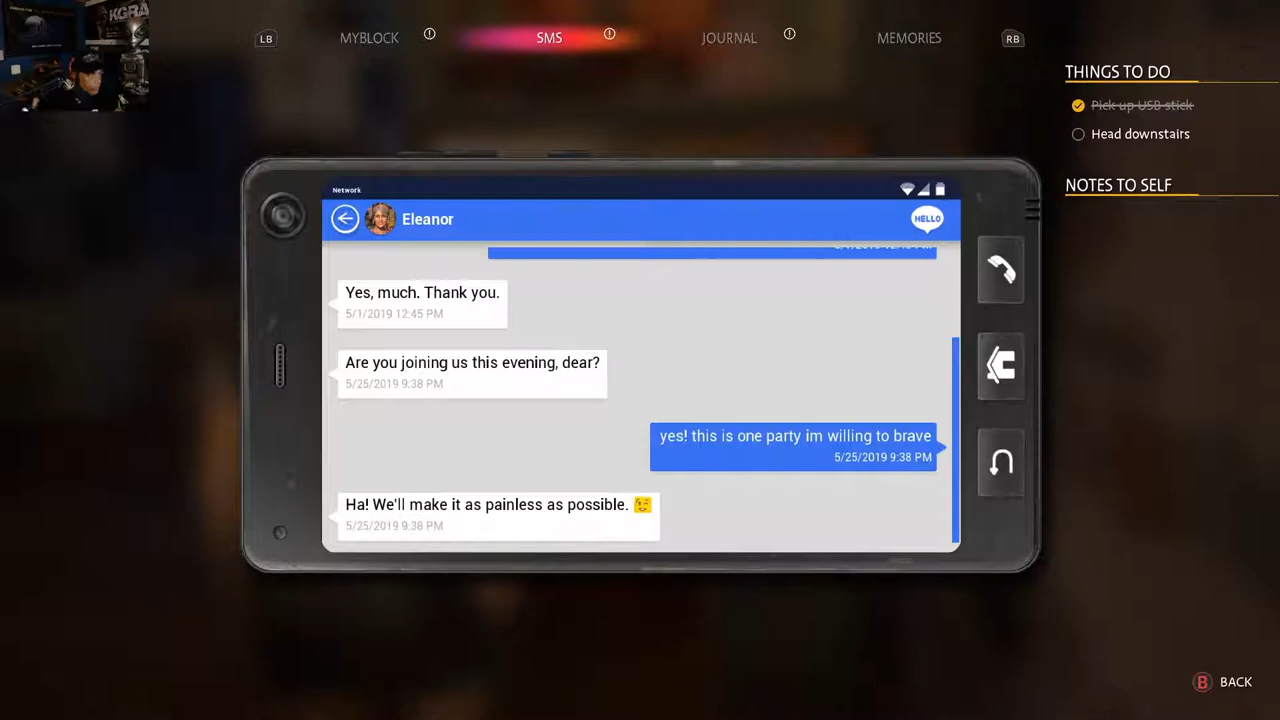 KGRA
LB
MYBLOCK
SMS
JOURNAL
MEMORIES
RB
THINGS TO DO
Pick up USB stick
Head downstairs
NOTES TO SELF
Network
Eleanor
HELLO
Yes, much. Thank you.
5/1/2019 12:45 PM
Are you joining us this evening, dear?
5/25/2019 9:38 PM
yes! this is one party im willing to brave
5/25/2019 9:38 PM
Ha! We'll make it as painless as possible.
5/25/2019 9:38 PM
B BACK